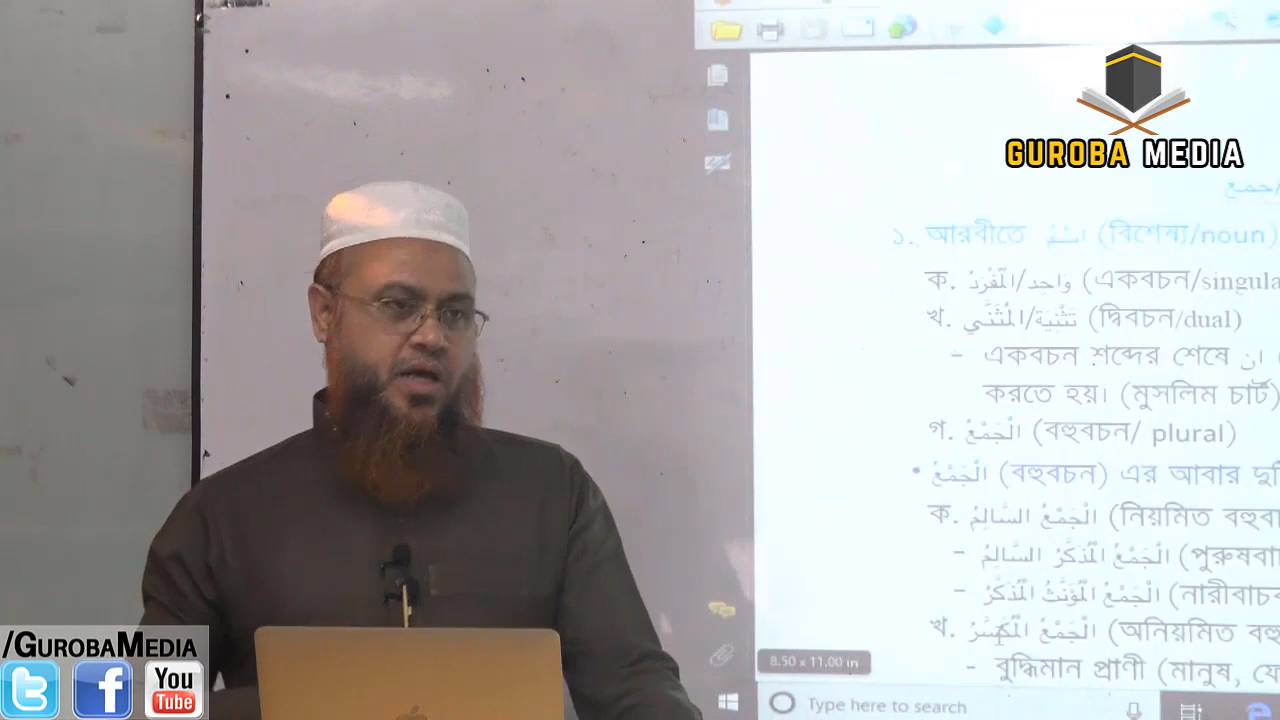 GUROBA MEDIA
১. আরবীতে اسْمٌ (বিশেষ্য/noun)
ক. وَاحِد/الْمُفْرَدُ (একবচন/singula
খ. تَثْنِيَة/الْمُثَنَّي (দ্বিবচন/dual)
- একবচন শব্দের শেষে ان
করতে হয়। (মুসলিম চার্ট)
গ. الْجَمْعُ (বহুবচন/ plural)
• الْجَمْعُ (বহুবচন) এর আবার দু
ক. الْجَمْعُ السَّالِمُ (নিয়মিত বহুবা
- الْجَمْعُ الْمُذَكَّرُ السَّالِمُ (পুরুষবা
- الْجَمْعُ الْمُؤَنَّثُ الْمُذَكَّرُ (নারীবাচ
খ. الْجَمْعُ الْمُكَسَّرُ (অনিয়মিত বহু
- বুদ্ধিমান প্রাণী (মানুষ, যে
8.50 x 11.00 in
Type here to search
/GUROBAMEDIA
You
Tube